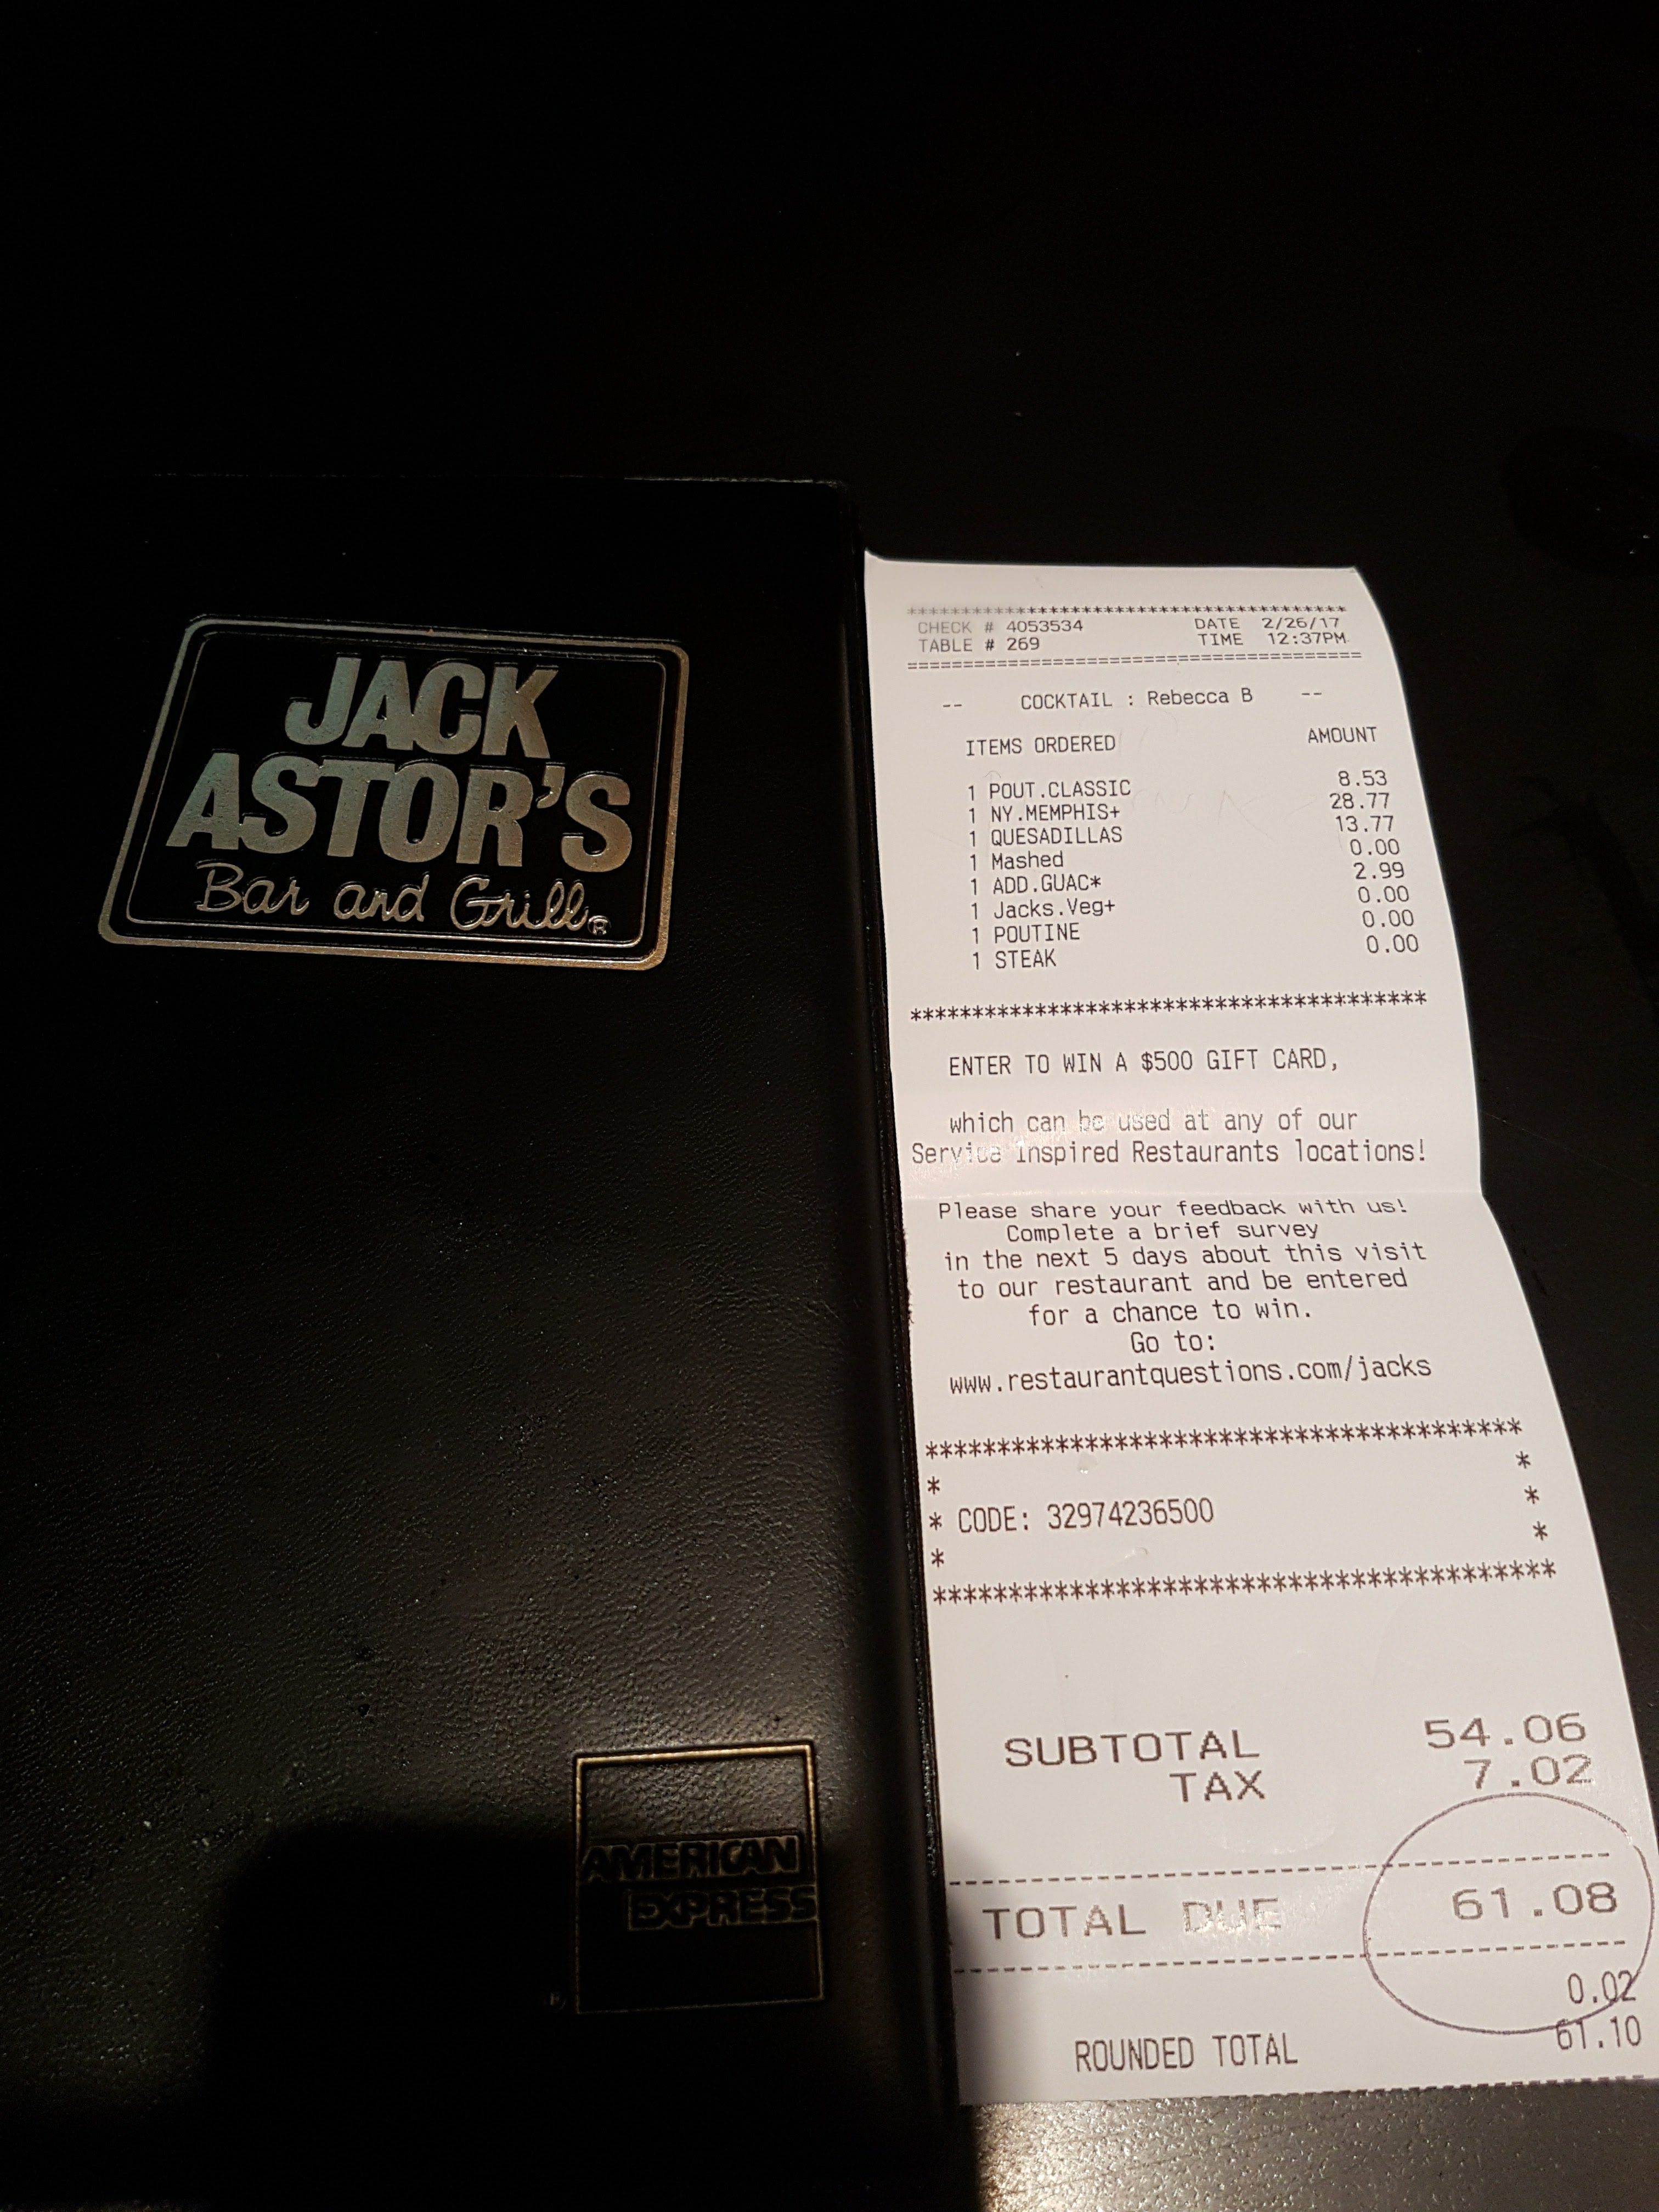 JACK
ASTOR'S
Bar and Grill®
AMERICAN
EXPRESS
®
****************************************
CHECK # 4053534 DATE 2/26/17
TABLE # 269 TIME 12:37PM
========================================
-- COCKTAIL : Rebecca B --
ITEMS ORDERED AMOUNT
1 POUT.CLASSIC 8.53
1 NY.MEMPHIS+ 28.77
1 QUESADILLAS 13.77
1 Mashed 0.00
1 ADD.GUAC* 2.99
1 Jacks.Veg+ 0.00
1 POUTINE 0.00
1 STEAK 0.00
****************************************
ENTER TO WIN A $500 GIFT CARD,
which can be used at any of our
Service Inspired Restaurants locations!
Please share your feedback with us!
Complete a brief survey
in the next 5 days about this visit
to our restaurant and be entered
for a chance to win.
Go to:
www.restaurantquestions.com/jacks
****************************************
* *
* CODE: 32974236500 *
* *
****************************************
SUBTOTAL 54.06
TAX 7.02
TOTAL DUE 61.08
0.02
ROUNDED TOTAL 61.10